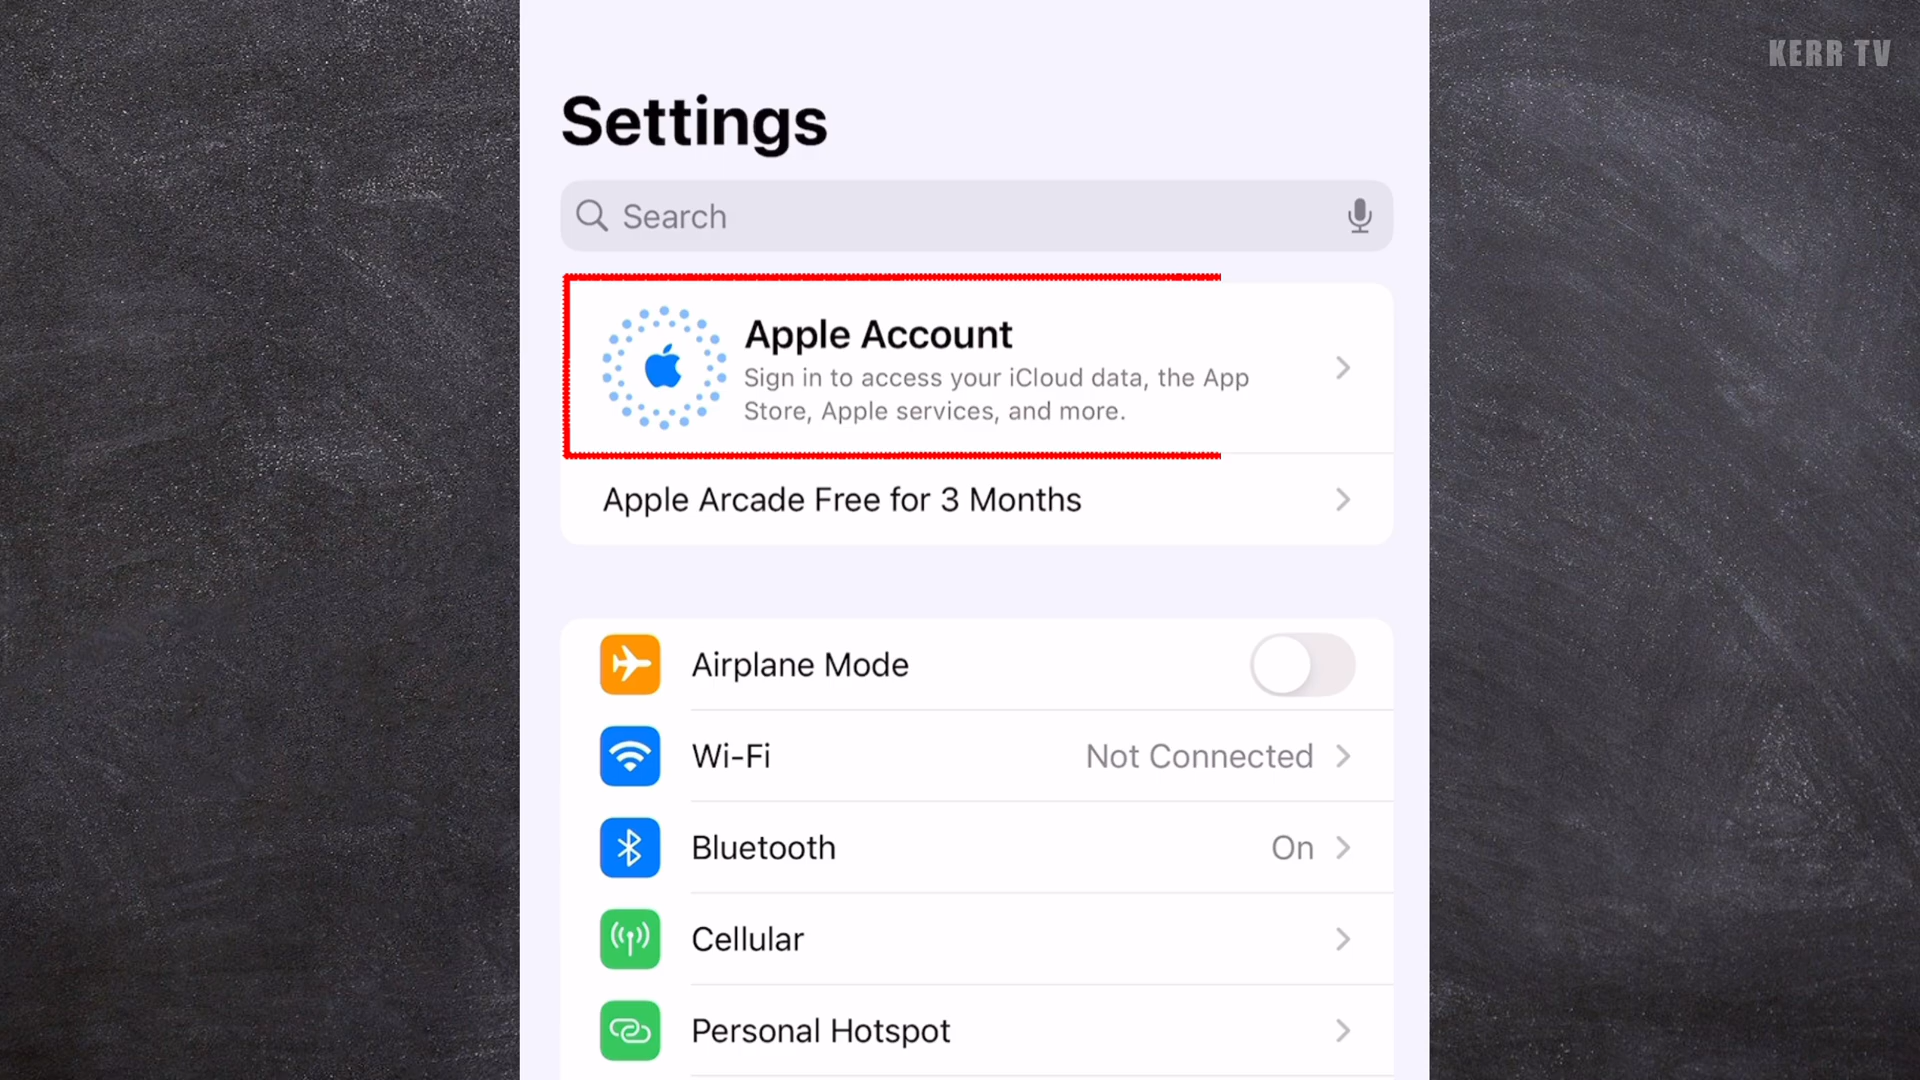 KERR TV
Settings
Search
Apple Account
Sign in to access your iCloud data, the App
Store, Apple services, and more.
Apple Arcade Free for 3 Months
Airplane Mode
Wi-Fi Not Connected
Bluetooth On
Cellular
Personal Hotspot